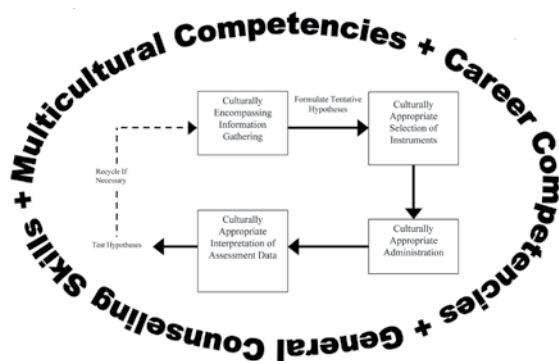 Multicultural Competencies + Career Competencies + General Counseling Skills +
Culturally
Encompassing
Information
Gathering
Formulate Tentative
Hypotheses
Culturally
Appropriate
Selection of
Instruments
Recycle If
Necessary
Test Hypotheses
Culturally
Appropriate
Interpretation of
Assessment Data
Culturally
Appropriate
Administration